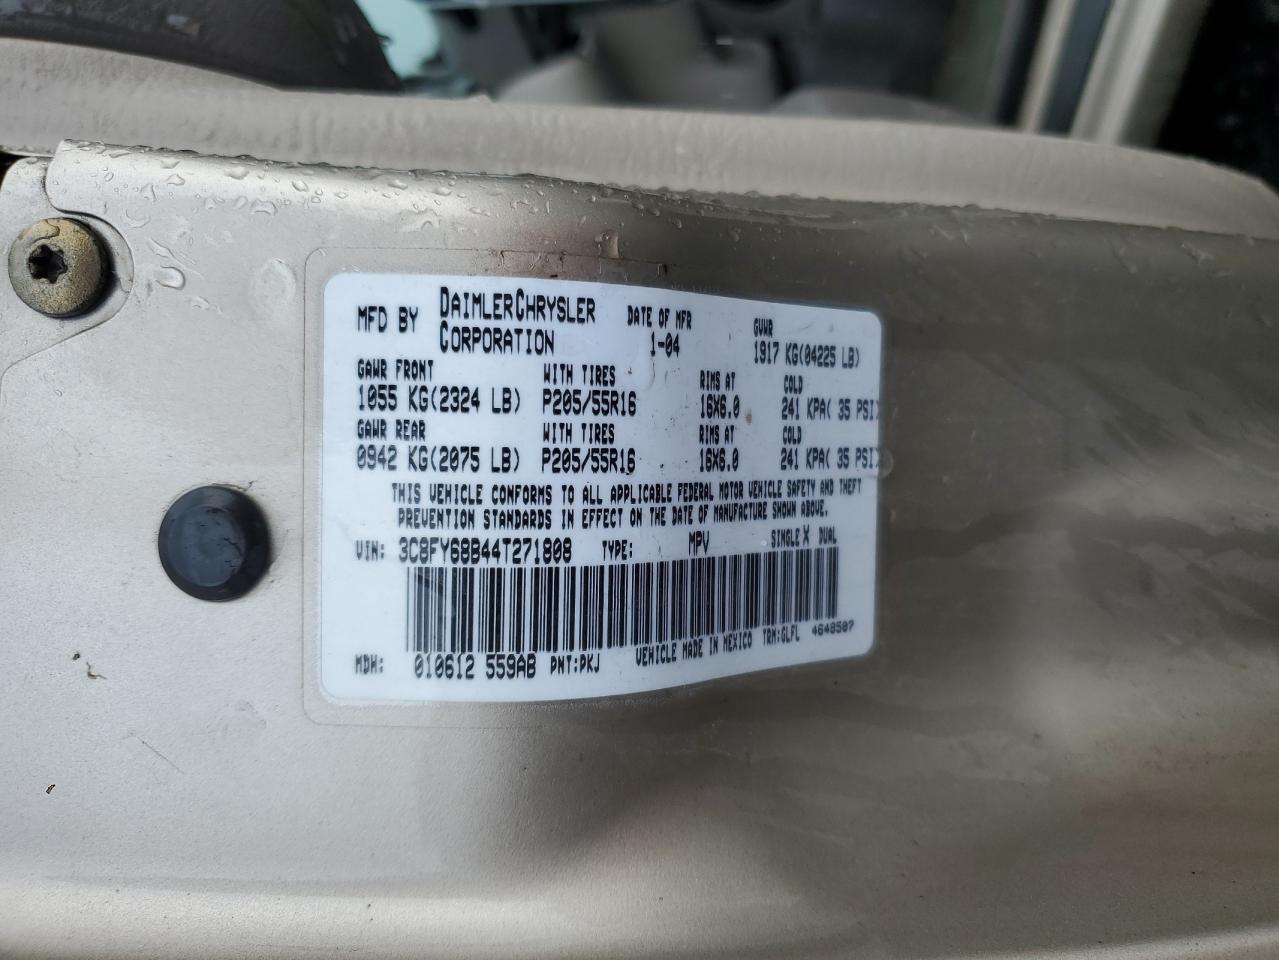 MFD BY DAIMLERCHRYSLER CORPORATION DATE OF MFR 1-04 GVWR 1917 KG(04225 LB)
GAWR FRONT WITH TIRES RIMS AT COLD
1055 KG(2324 LB) P205/55R16 16X6.0 241 KPA( 35 PSI)
GAWR REAR WITH TIRES RIMS AT COLD
0942 KG(2075 LB) P205/55R16 16X6.0 241 KPA( 35 PSI)
THIS VEHICLE CONFORMS TO ALL APPLICABLE FEDERAL MOTOR VEHICLE SAFETY AND THEFT
PREVENTION STANDARDS IN EFFECT ON THE DATE OF MANUFACTURE SHOWN ABOVE.
VIN: 3C8FY68B44T271808 TYPE: MPV SINGLE X DUAL
MDH: 010612 559AB PNT:PKJ VEHICLE MADE IN MEXICO TRM:GLFL 4648507